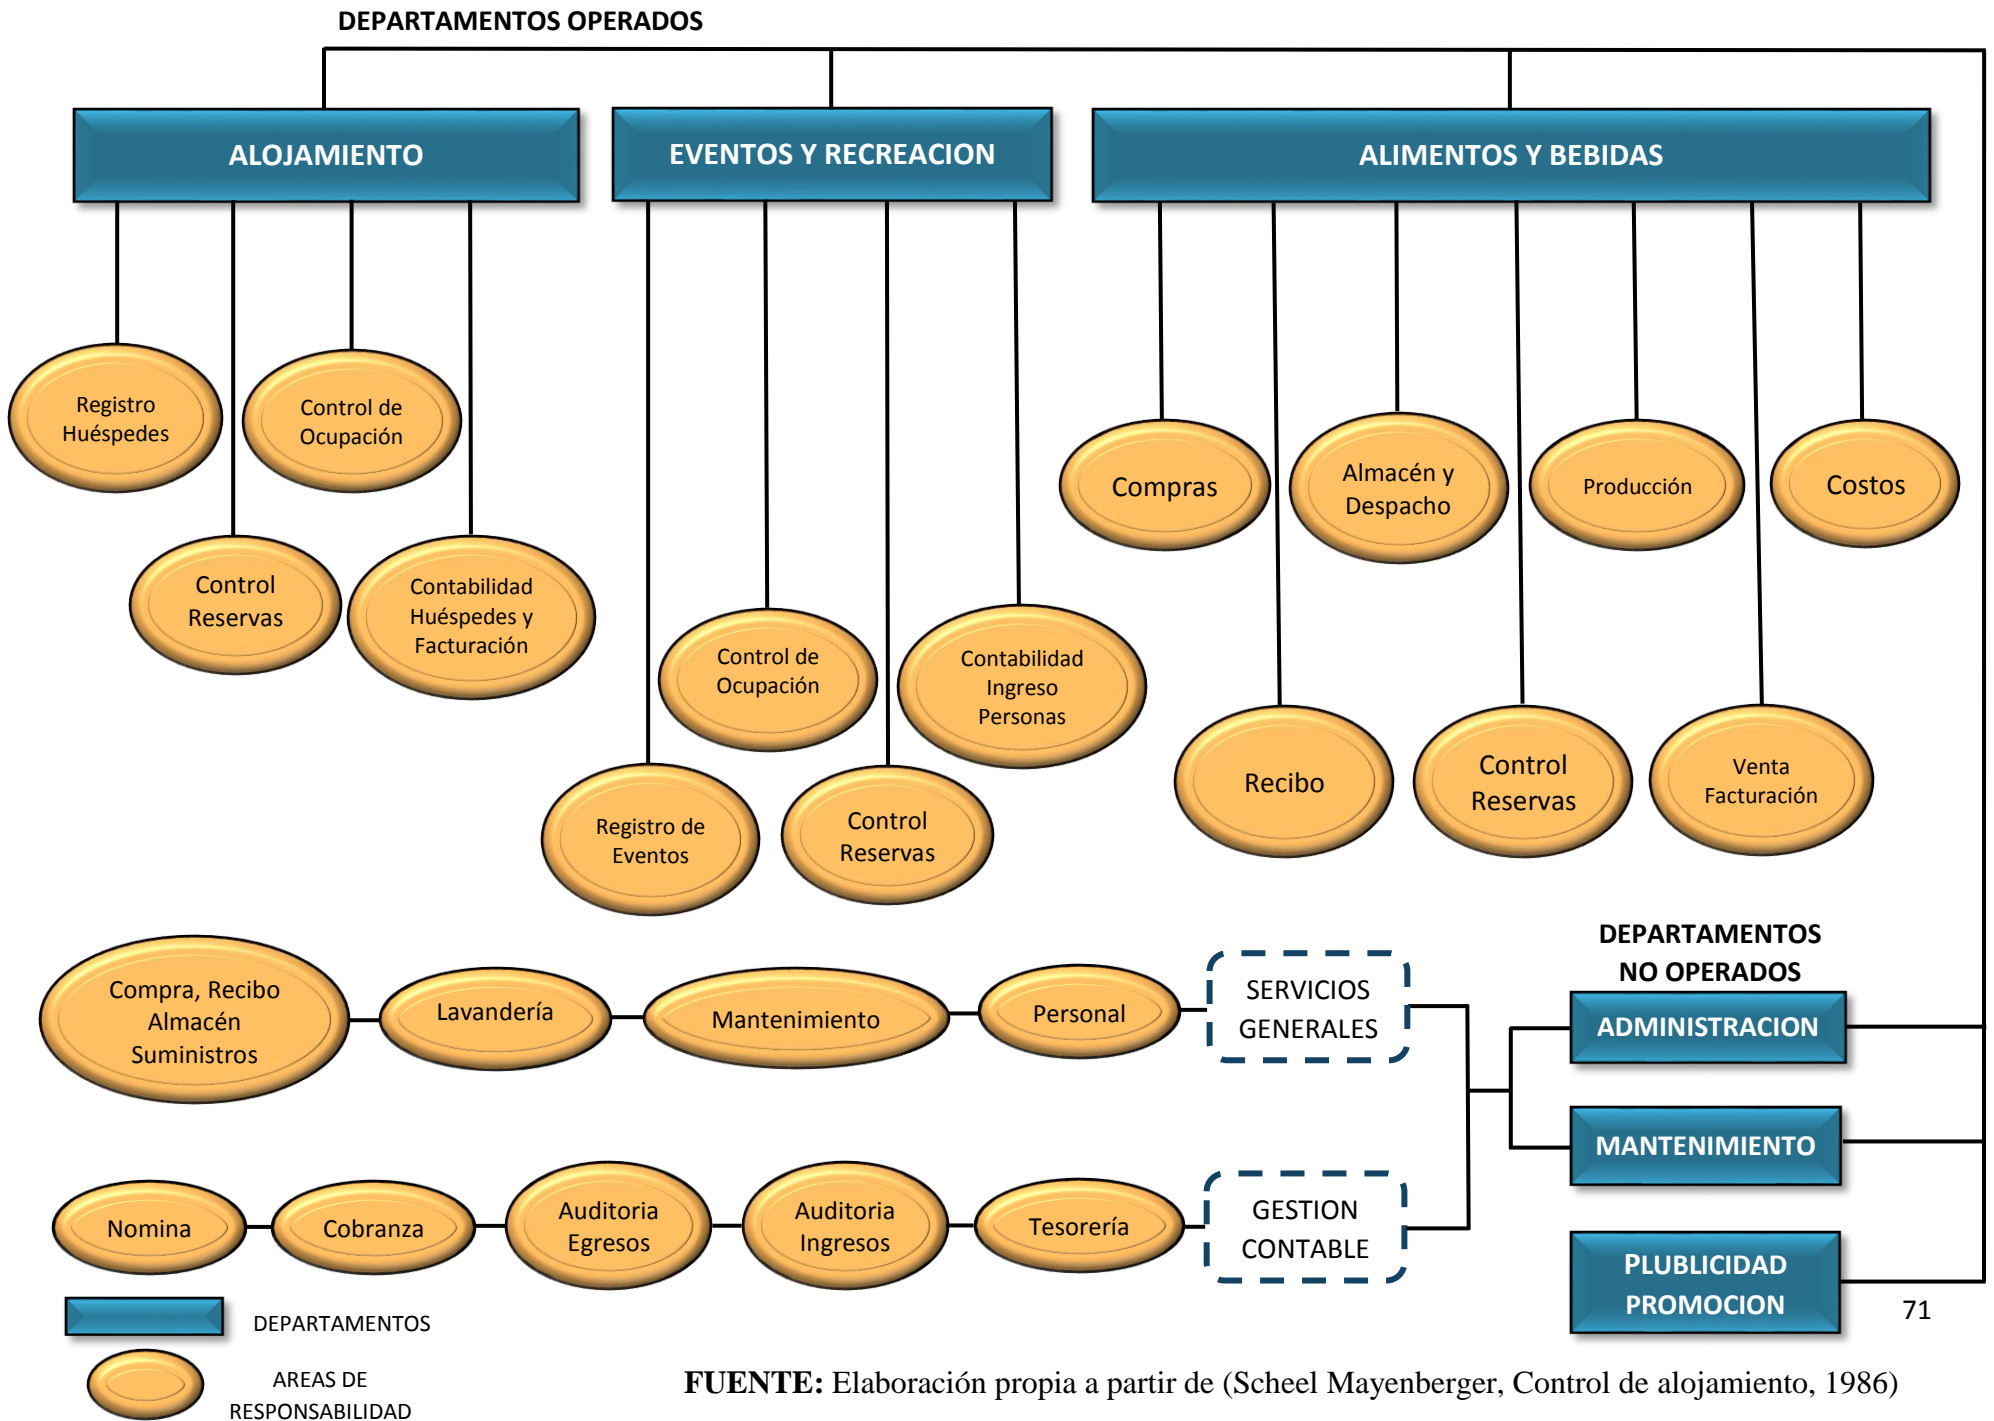 DEPARTAMENTOS OPERADOS
ALOJAMIENTO
EVENTOS Y RECREACION
ALIMENTOS Y BEBIDAS
Registro
Huéspedes
Control de
Ocupación
Control
Reservas
Contabilidad
Huéspedes y
Facturación
Control de
Ocupación
Contabilidad
Ingreso
Personas
Registro de
Eventos
Control
Reservas
Compras
Almacén y
Despacho
Producción
Costos
Recibo
Control
Reservas
Venta
Facturación
Compra, Recibo
Almacén
Suministros
Lavandería
Mantenimiento
Personal
SERVICIOS
GENERALES
DEPARTAMENTOS
NO OPERADOS
ADMINISTRACION
MANTENIMIENTO
PLUBLICIDAD
PROMOCION
Nomina
Cobranza
Auditoria
Egresos
Auditoria
Ingresos
Tesorería
GESTION
CONTABLE
71
DEPARTAMENTOS
AREAS DE
RESPONSABILIDAD
FUENTE: Elaboración propia a partir de (Scheel Mayenberger, Control de alojamiento, 1986)